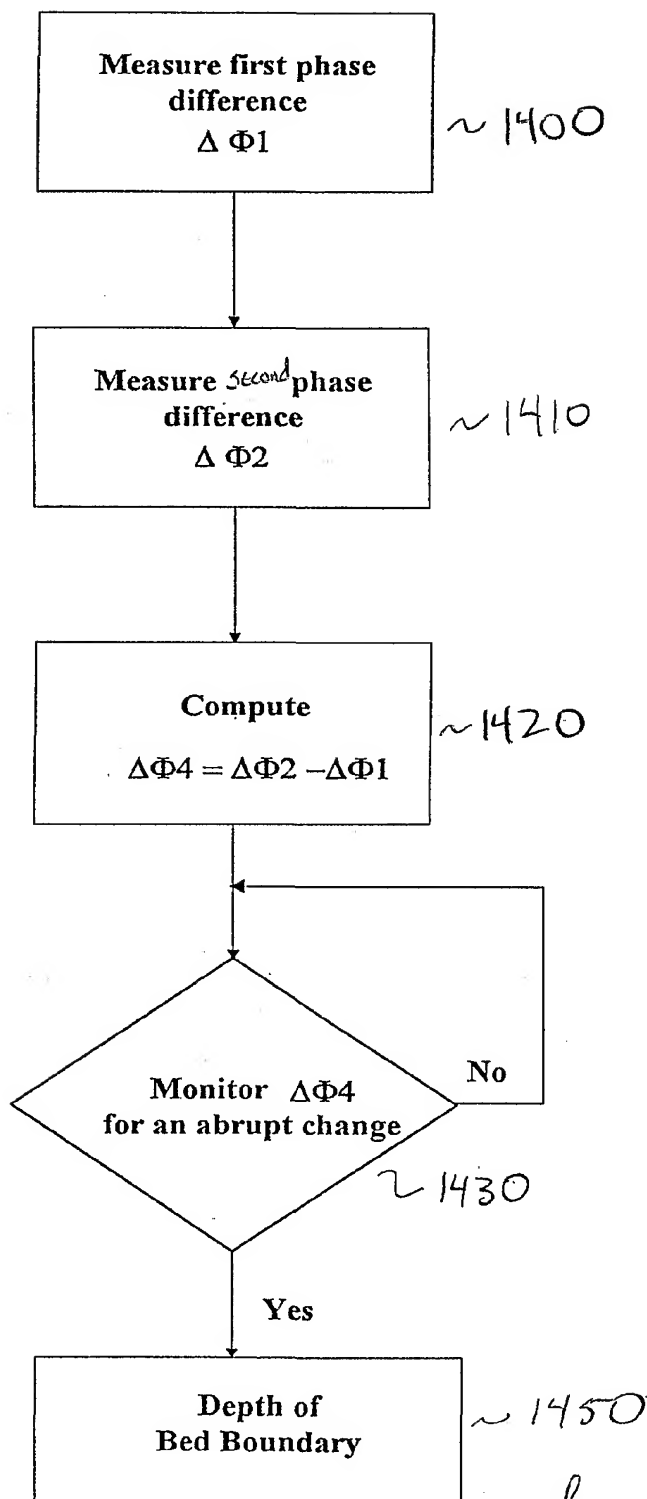 Measure first phase
difference
Δ Φ1
~ 1400
Measure second phase
difference
Δ Φ2
~ 1410
Compute
ΔΦ4 = ΔΦ2 – ΔΦ1
~ 1420
Monitor ΔΦ4
for an abrupt change
No
~ 1430
Yes
Depth of
Bed Boundary
~ 1450